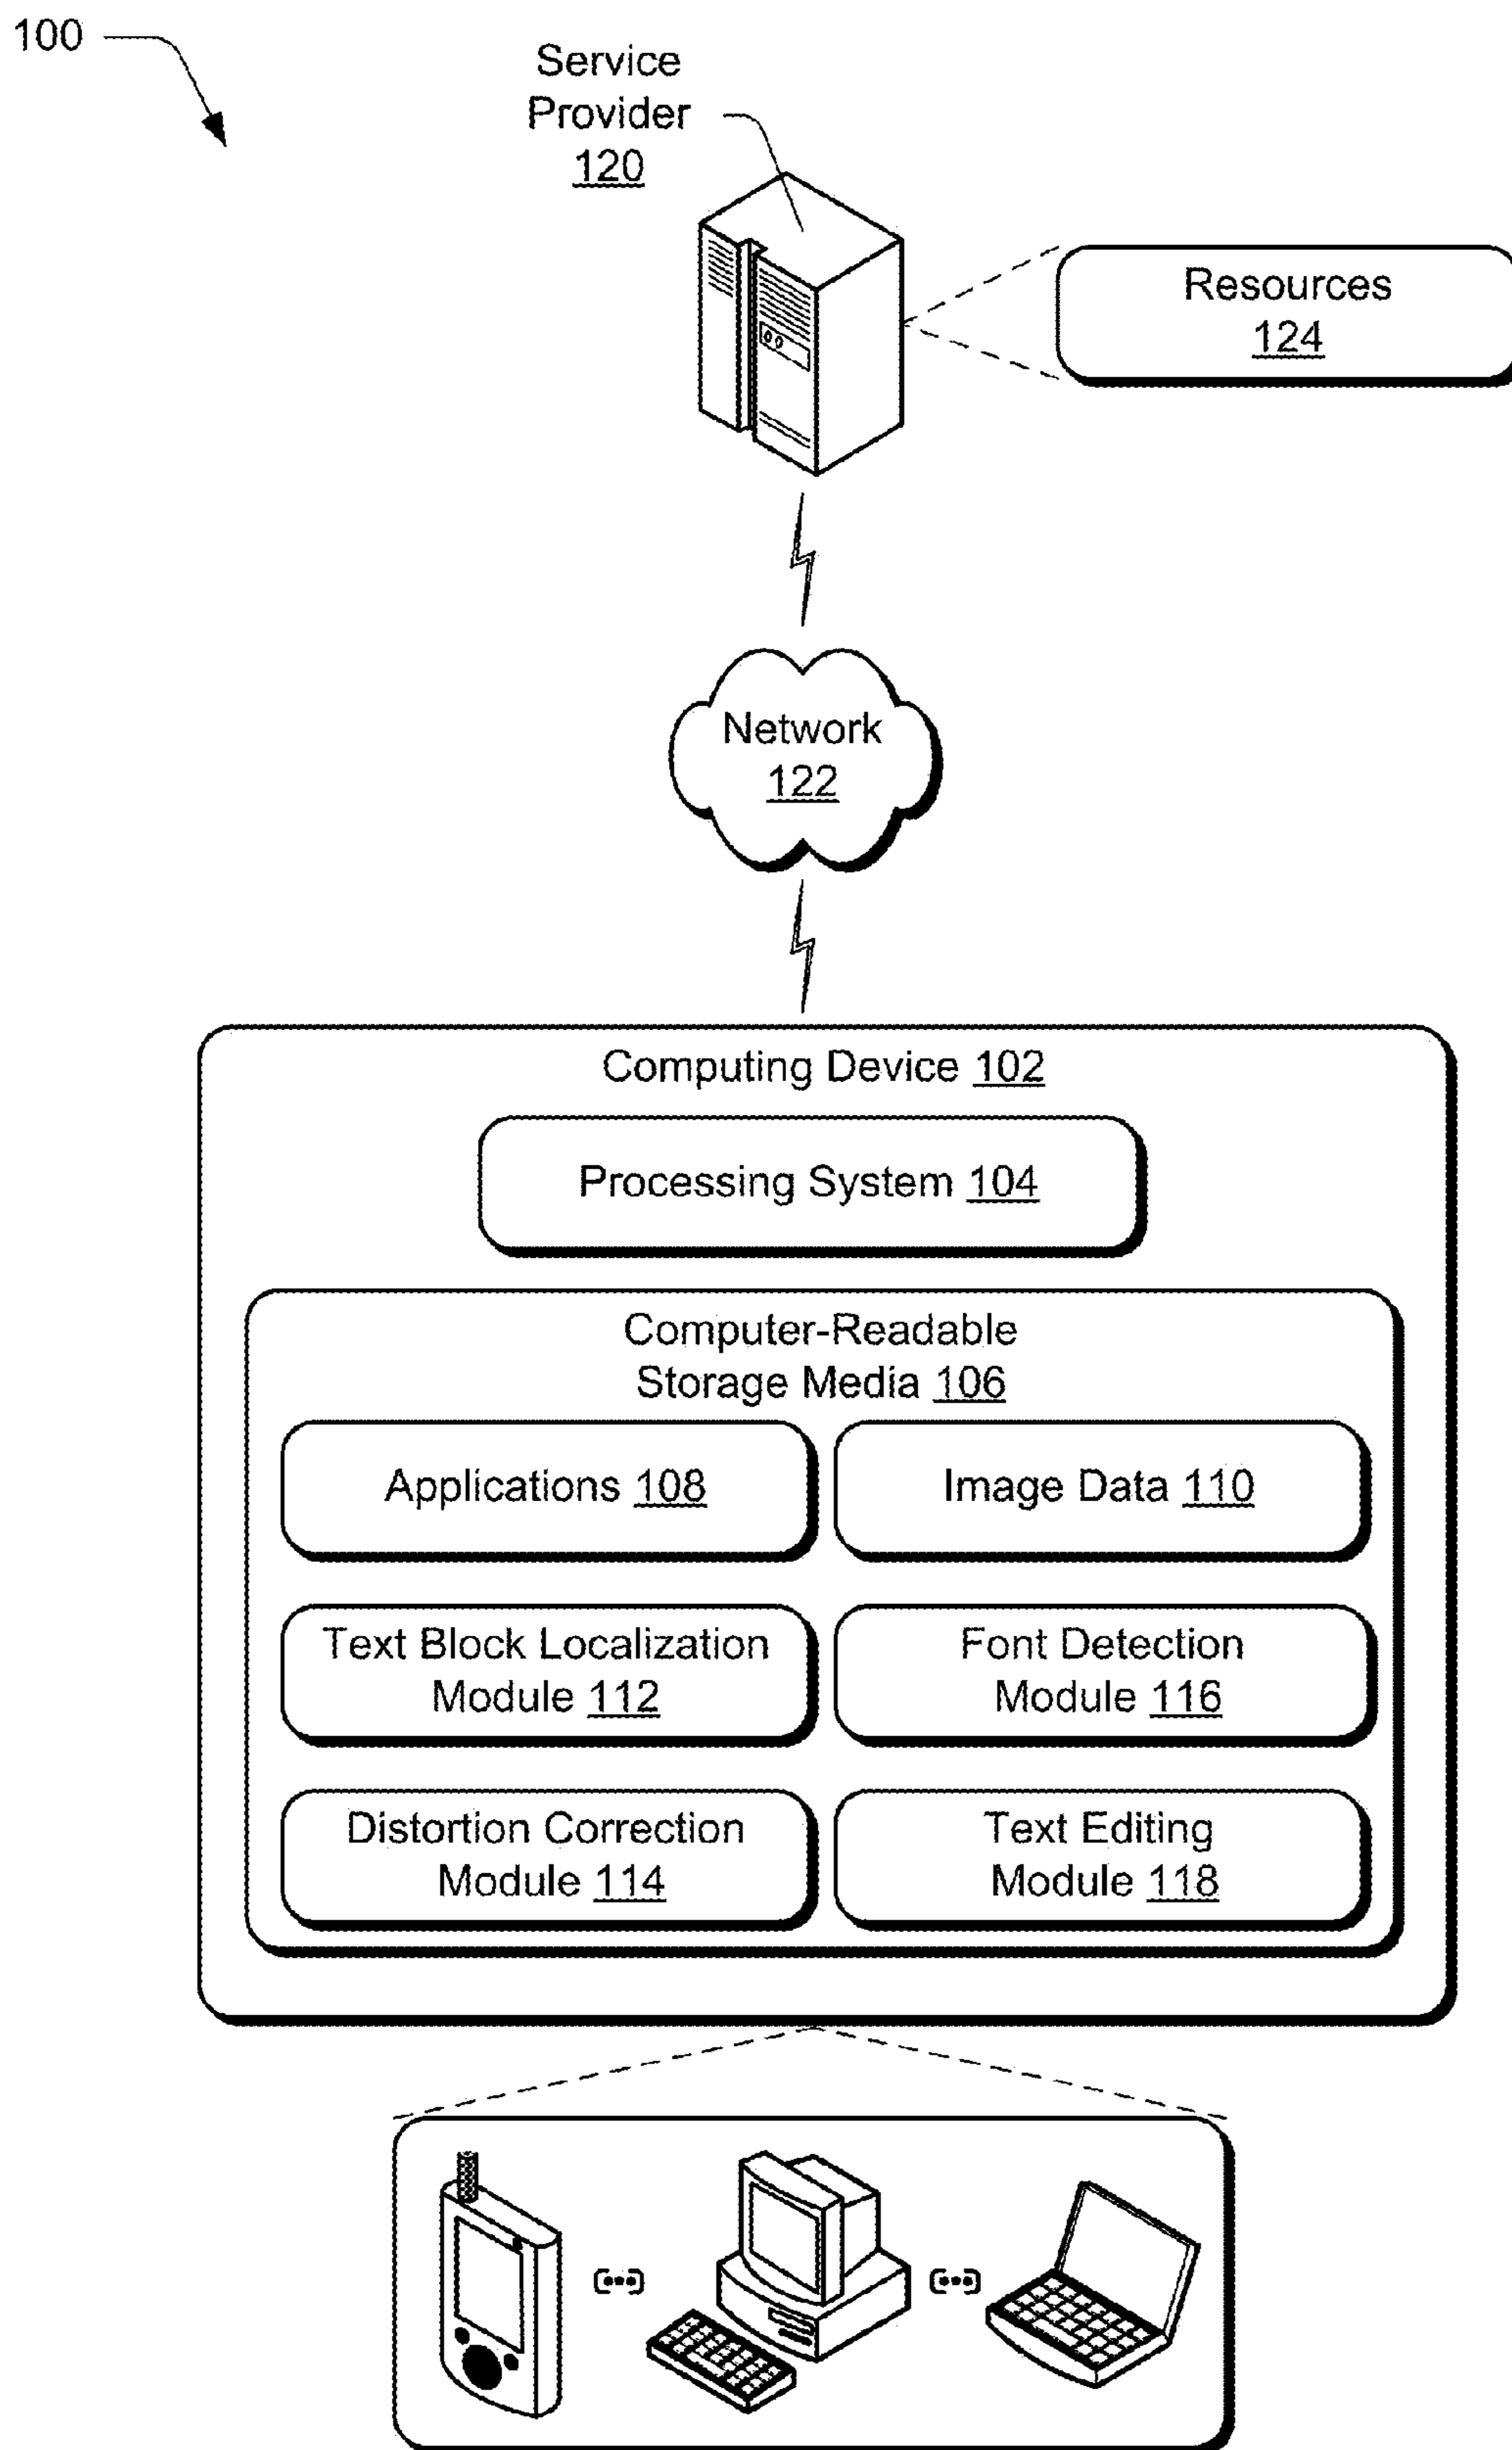 100
Service
Provider
120
Resources
124
Network
122
Computing Device 102
Processing System 104
Computer-Readable
Storage Media 106
Applications 108
Image Data 110
Text Block Localization
Module 112
Font Detection
Module 116
Distortion Correction
Module 114
Text Editing
Module 118